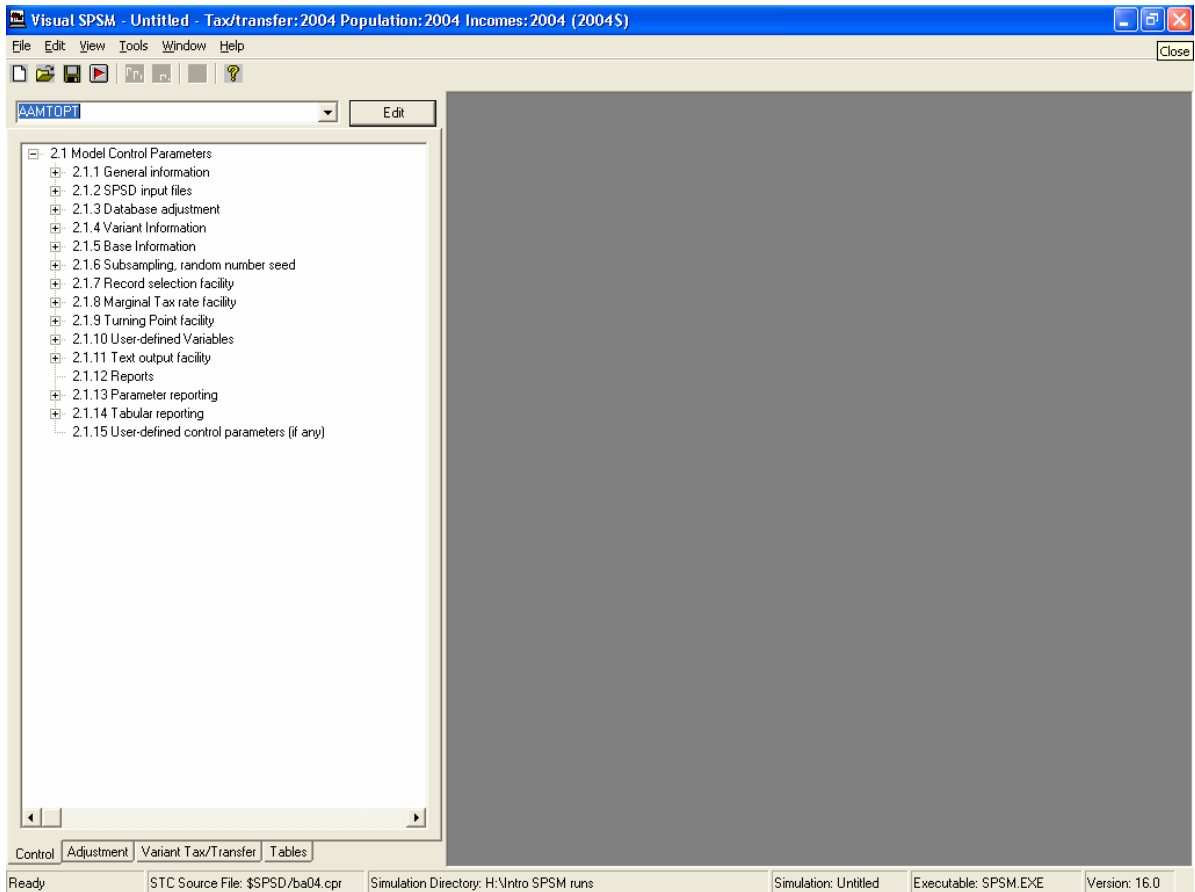 Visual SPSM - Untitled - Tax/transfer:2004 Population:2004 Incomes:2004 (2004$)
File Edit View Tools Window Help
Close
AAMTOPT Edit
2.1 Model Control Parameters
2.1.1 General information
2.1.2 SPSD input files
2.1.3 Database adjustment
2.1.4 Variant Information
2.1.5 Base Information
2.1.6 Subsampling, random number seed
2.1.7 Record selection facility
2.1.8 Marginal Tax rate facility
2.1.9 Turning Point facility
2.1.10 User-defined Variables
2.1.11 Text output facility
2.1.12 Reports
2.1.13 Parameter reporting
2.1.14 Tabular reporting
2.1.15 User-defined control parameters (if any)
Control Adjustment Variant Tax/Transfer Tables
Ready STC Source File: $SPSD/ba04.cpr Simulation Directory: H:\Intro SPSM runs Simulation: Untitled Executable: SPSM.EXE Version: 16.0